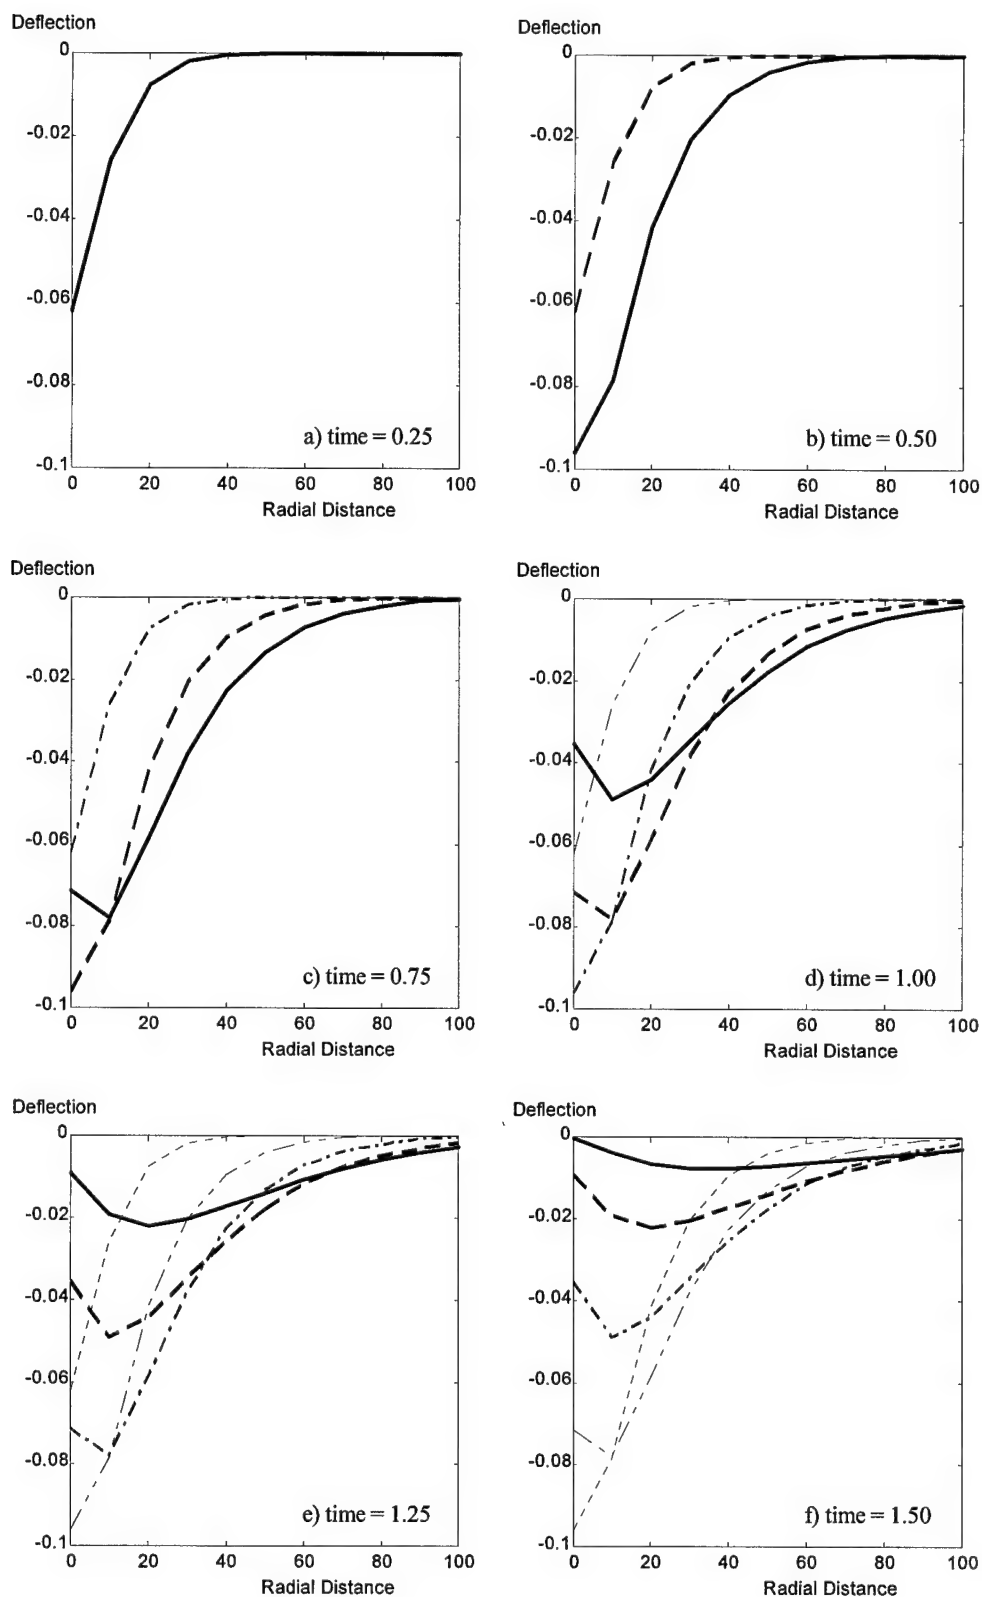 Deflection
0
-0.02
-0.04
-0.06
-0.08
-0.1
a) time = 0.25
0 20 40 60 80 100
Radial Distance
Deflection
0
-0.02
-0.04
-0.06
-0.08
-0.1
b) time = 0.50
0 20 40 60 80 100
Radial Distance
Deflection
0
-0.02
-0.04
-0.06
-0.08
-0.1
c) time = 0.75
0 20 40 60 80 100
Radial Distance
Deflection
0
-0.02
-0.04
-0.06
-0.08
-0.1
d) time = 1.00
0 20 40 60 80 100
Radial Distance
Deflection
0
-0.02
-0.04
-0.06
-0.08
-0.1
e) time = 1.25
0 20 40 60 80 100
Radial Distance
Deflection
0
-0.02
-0.04
-0.06
-0.08
-0.1
f) time = 1.50
0 20 40 60 80 100
Radial Distance